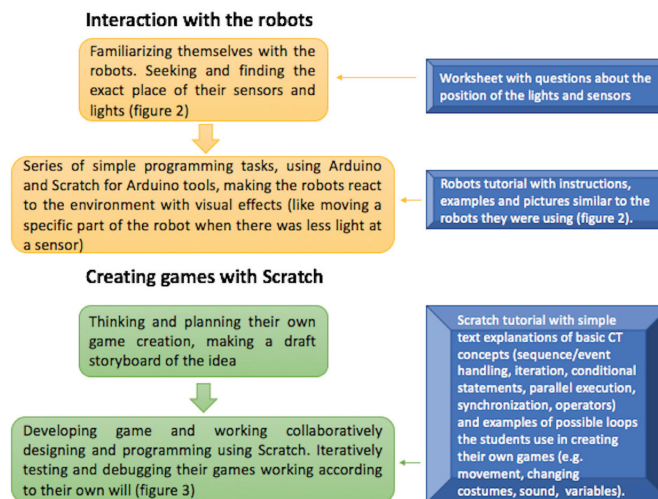 Interaction with the robots
Familiarizing themselves with the
robots. Seeking and finding the
exact place of their sensors and
lights (figure 2)
Worksheet with questions about the
position of the lights and sensors
Series of simple programming tasks, using Arduino
and Scratch for Arduino tools, making the robots react
to the environment with visual effects (like moving a
specific part of the robot when there was less light at
a sensor)
Robots tutorial with instructions,
examples and pictures similar to the
robots they were using (figure 2).
Creating games with Scratch
Thinking and planning their own
game creation, making a draft
storyboard of the idea
Developing game and working collaboratively
designing and programming using Scratch. Iteratively
testing and debugging their games working according
to their own will (figure 3)
Scratch tutorial with simple
text explanations of basic CT
concepts (sequence/event
handling, iteration, conditional
statements, parallel execution,
synchronization, operators)
and examples of possible loops
the students use in creating
their own games (e.g.
movement, changing
costumes, sound, variables).